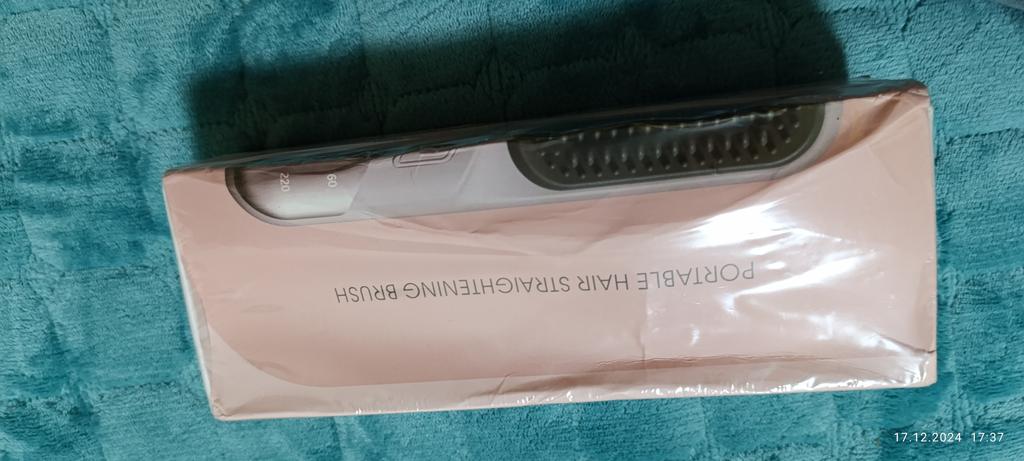 PORTABLE HAIR STRAIGHTENING BRUSH
220
60
17.12.2024 17:37